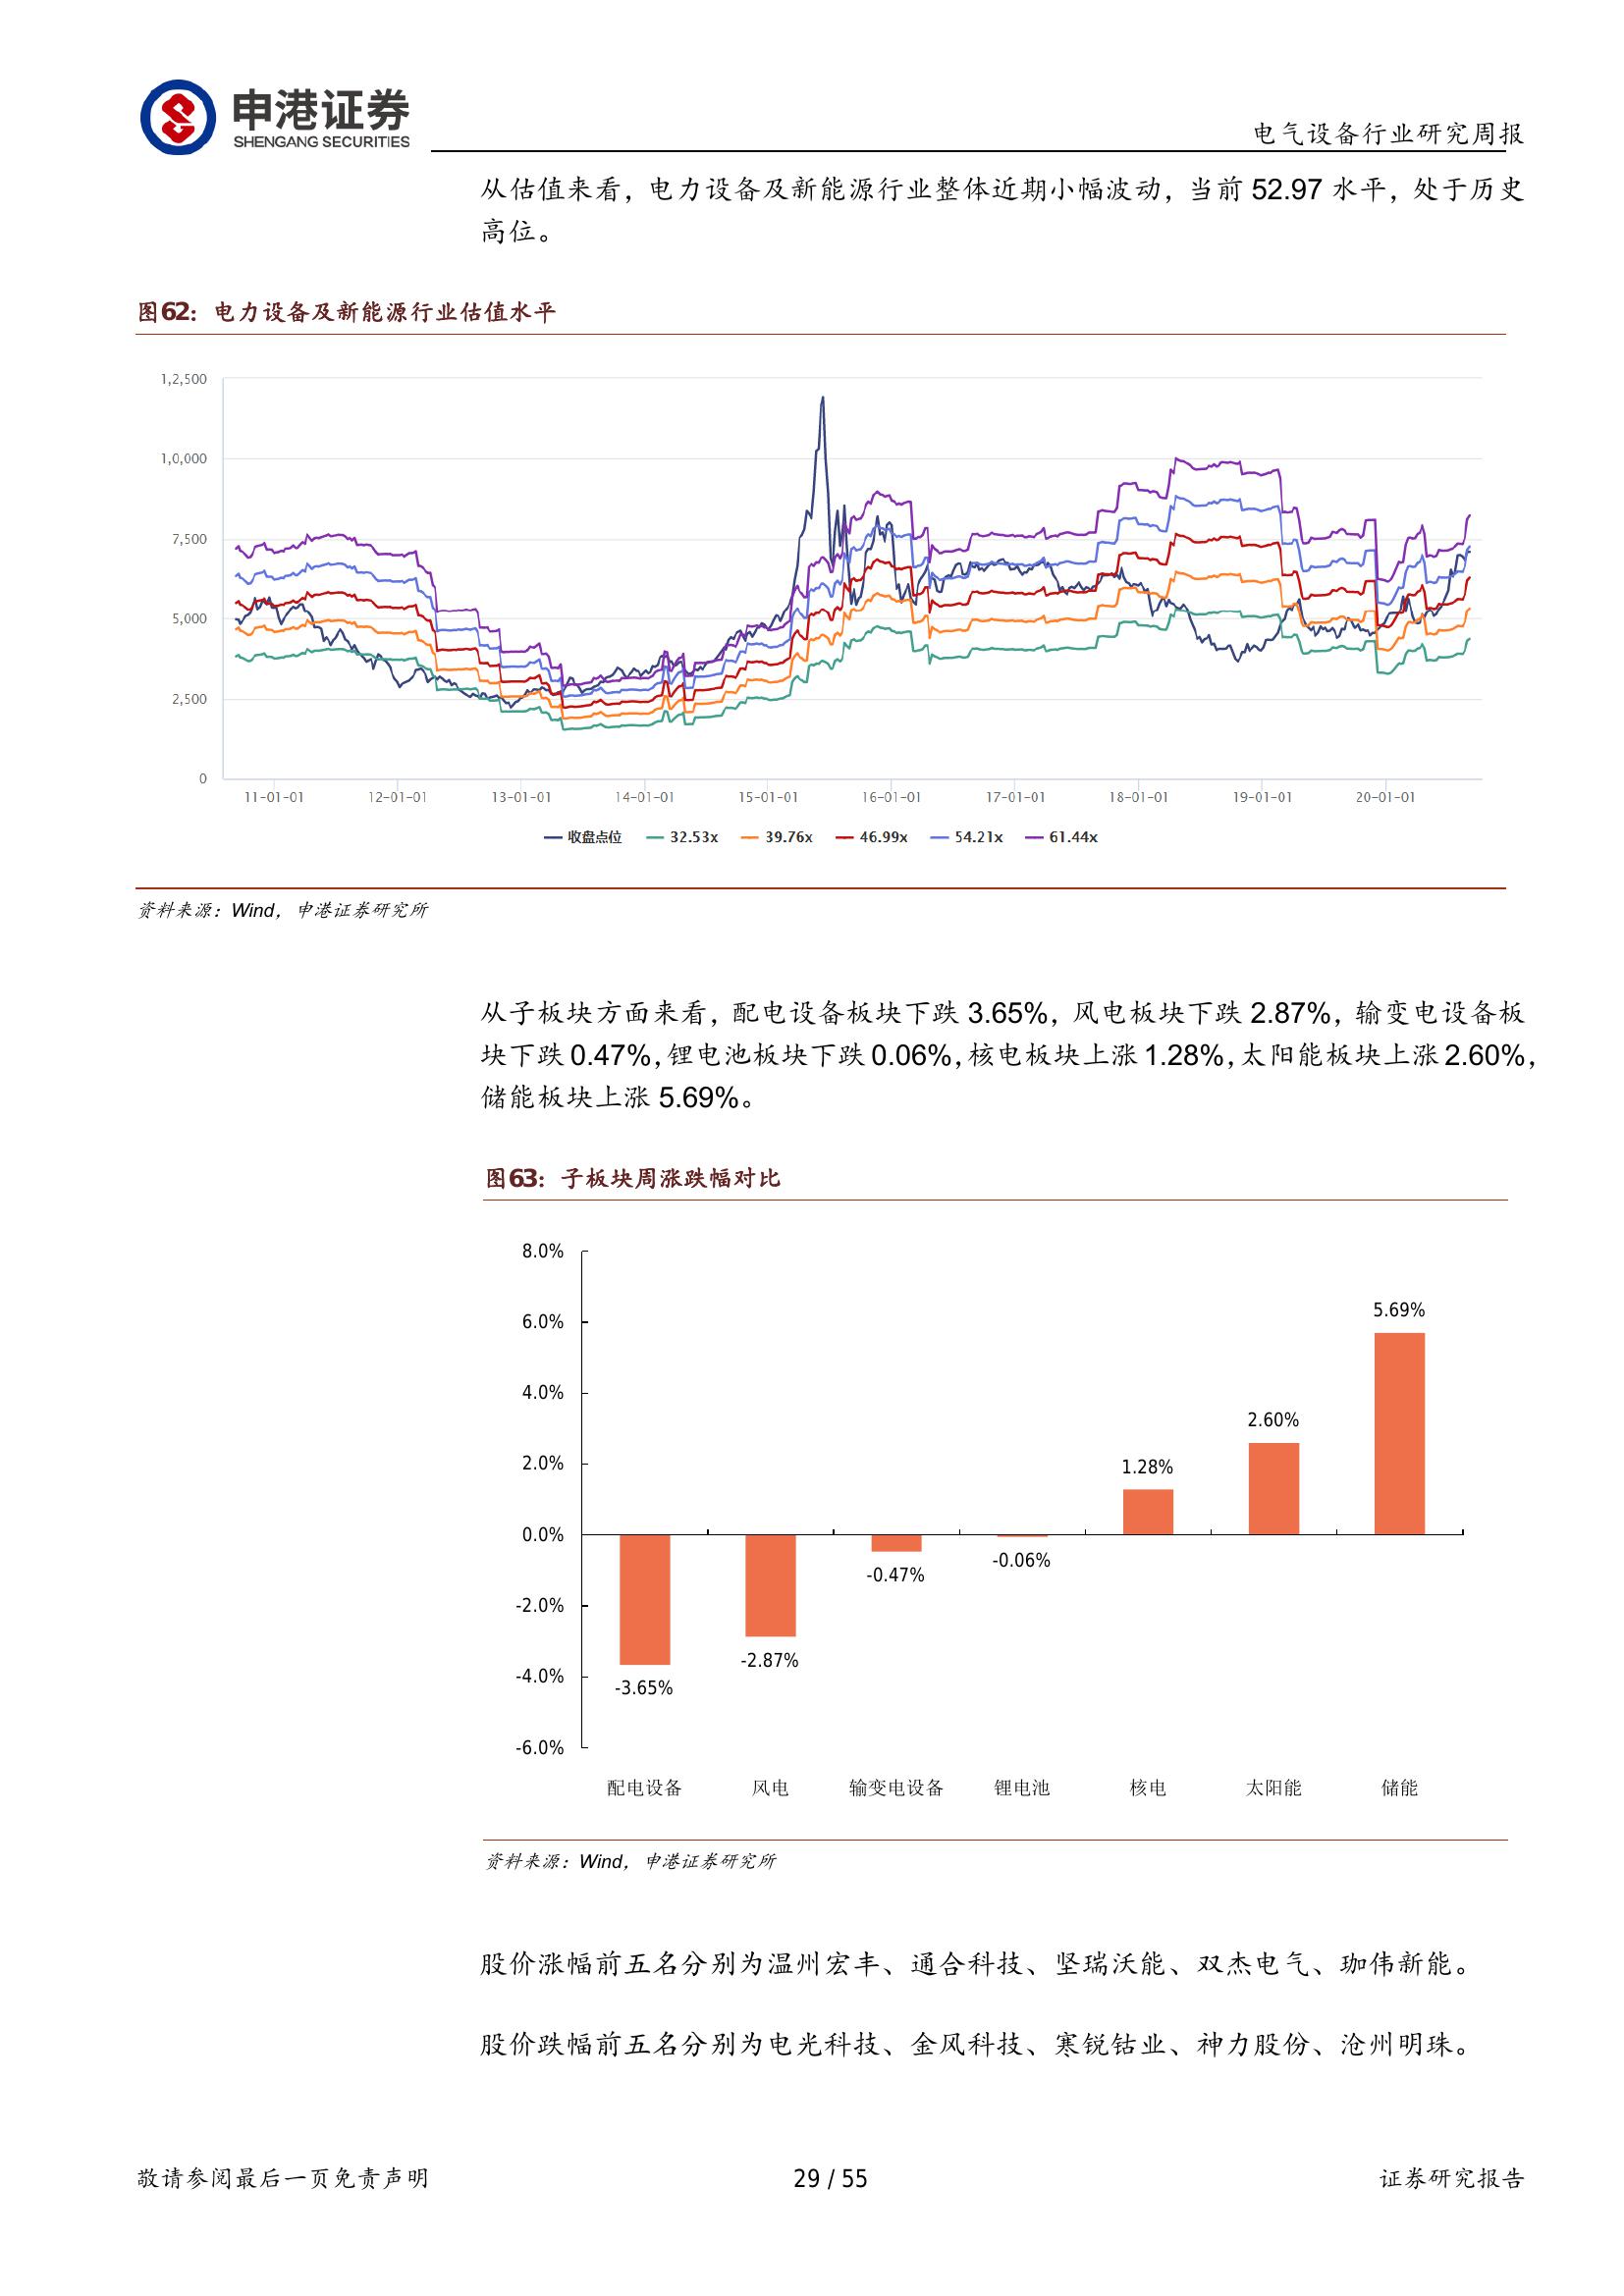 申港证券
SHENGANG SECURITIES
电气设备行业研究周报
从估值来看，电力设备及新能源行业整体近期小幅波动，当前 52.97 水平，处于历史
高位。
图62：电力设备及新能源行业估值水平
1,2,500
1,0,000
7,500
5,000
2,500
0
11-01-01 12-01-01 13-01-01 14-01-01 15-01-01 16-01-01 17-01-01 18-01-01 19-01-01 20-01-01
收盘点位 32.53x 39.76x 46.99x 54.21x 61.44x
资料来源：Wind，申港证券研究所
从子板块方面来看，配电设备板块下跌 3.65%，风电板块下跌 2.87%，输变电设备板
块下跌 0.47%，锂电池板块下跌 0.06%，核电板块上涨 1.28%，太阳能板块上涨 2.60%，
储能板块上涨 5.69%。
图63：子板块周涨跌幅对比
8.0%
6.0%
4.0%
2.0%
0.0%
-2.0%
-4.0%
-6.0%
-3.65%
-2.87%
-0.47%
-0.06%
1.28%
2.60%
5.69%
配电设备 风电 输变电设备 锂电池 核电 太阳能 储能
资料来源：Wind，申港证券研究所
股价涨幅前五名分别为温州宏丰、通合科技、坚瑞沃能、双杰电气、珈伟新能。
股价跌幅前五名分别为电光科技、金风科技、寒锐钴业、神力股份、沧州明珠。
敬请参阅最后一页免责声明
29 / 55
证券研究报告